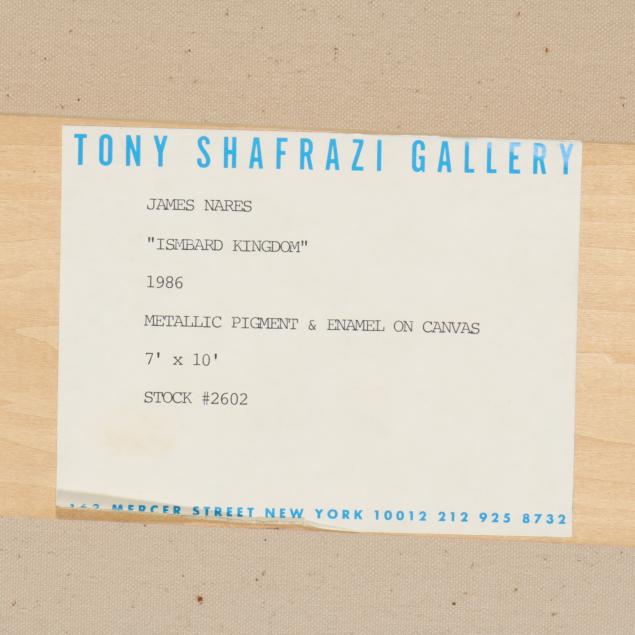 TONY SHAFRAZI GALLERY
JAMES NARES
"ISMBARD KINGDOM"
1986
METALLIC PIGMENT & ENAMEL ON CANVAS
7' x 10'
STOCK #2602
163 MERCER STREET NEW YORK 10012 212 925 8732